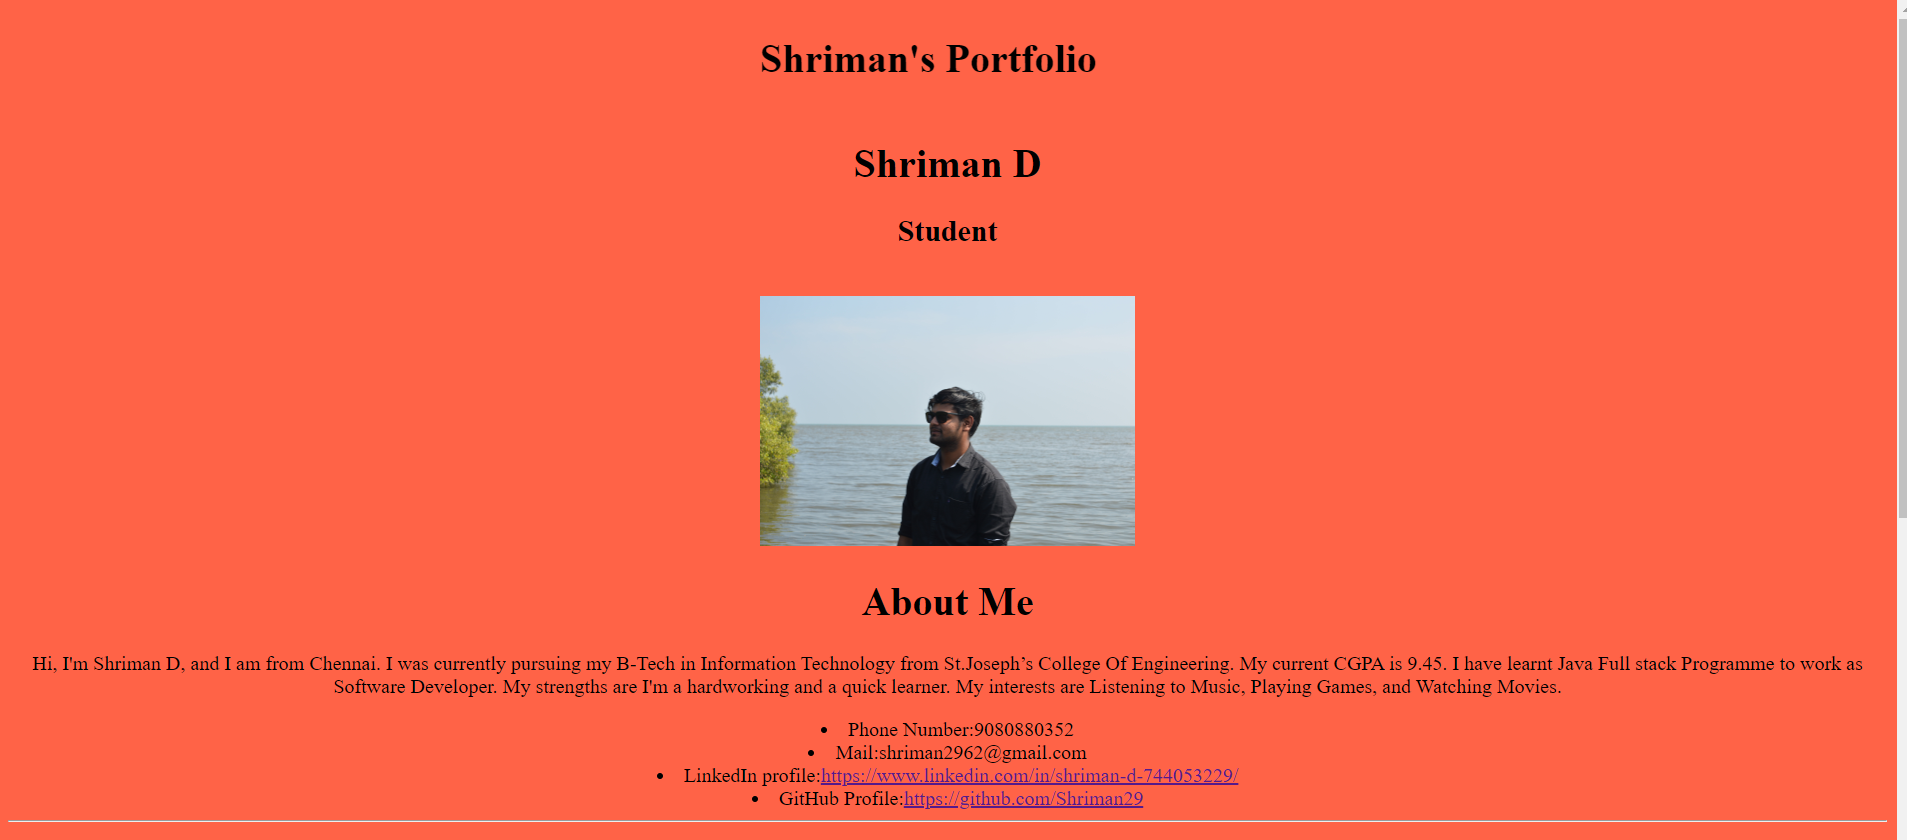 Shriman's Portfolio
Shriman D
Student
About Me
Hi, I'm Shriman D, and I am from Chennai. I was currently pursuing my B-Tech in Information Technology from St.Joseph’s College Of Engineering. My current CGPA is 9.45. I have learnt Java Full stack Programme to work as
Software Developer. My strengths are I'm a hardworking and a quick learner. My interests are Listening to Music, Playing Games, and Watching Movies.
• Phone Number:9080880352
• Mail:shriman2962@gmail.com
• LinkedIn profile:https://www.linkedin.com/in/shriman-d-744053229/
• GitHub Profile:https://github.com/Shriman29